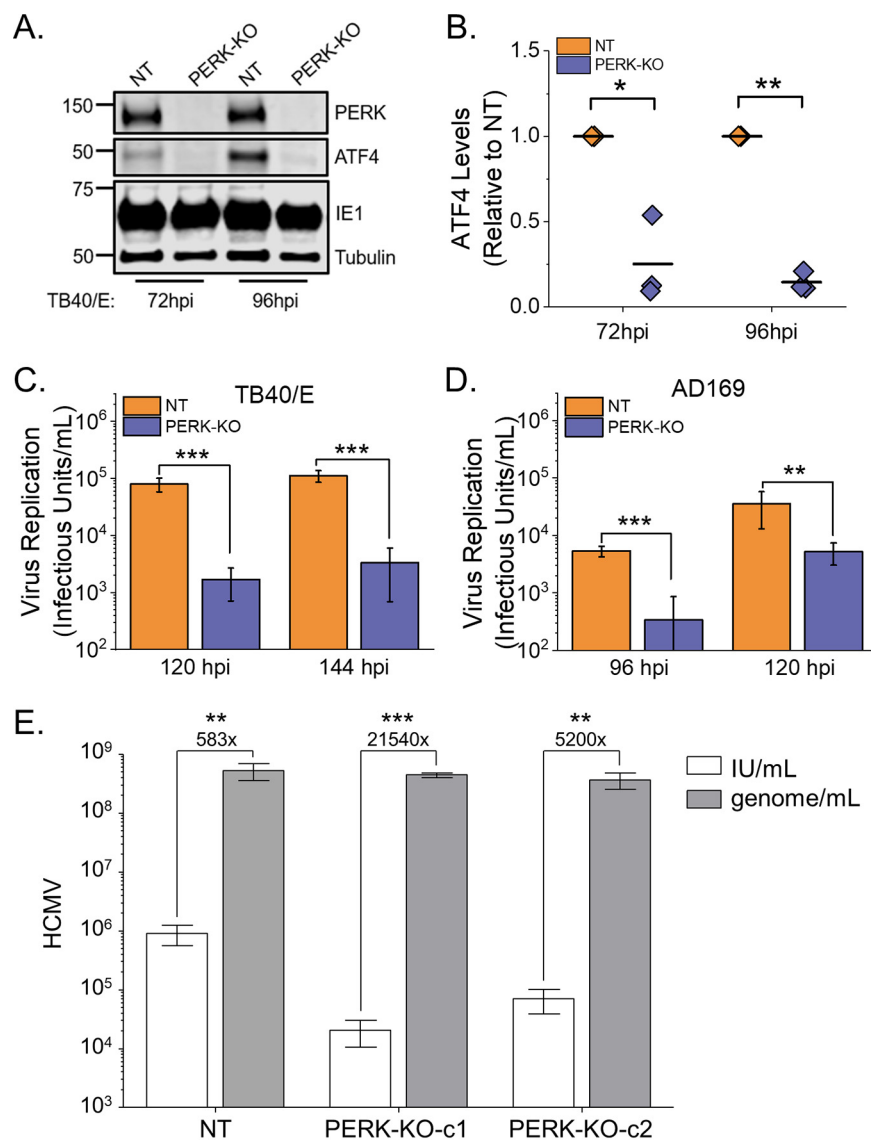 A.
NT
PERK-KO
NT
PERK-KO
150
PERK
50
ATF4
75
IE1
50
Tubulin
TB40/E: 72hpi 96hpi
B.
NT
PERK-KO
ATF4 Levels
(Relative to NT)
1.5
1.0
0.5
0.0
*
**
72hpi 96hpi
C.
TB40/E
NT
PERK-KO
Virus Replication
(Infectious Units/mL)
10⁶
10⁵
10⁴
10³
10²
***
***
120 hpi 144 hpi
D.
AD169
NT
PERK-KO
Virus Replication
(Infectious Units/mL)
10⁶
10⁵
10⁴
10³
10²
***
**
96 hpi 120 hpi
E.
** *** **
583x 21540x 5200x
HCMV
10⁹
10⁸
10⁷
10⁶
10⁵
10⁴
10³
IU/mL
genome/mL
NT PERK-KO-c1 PERK-KO-c2